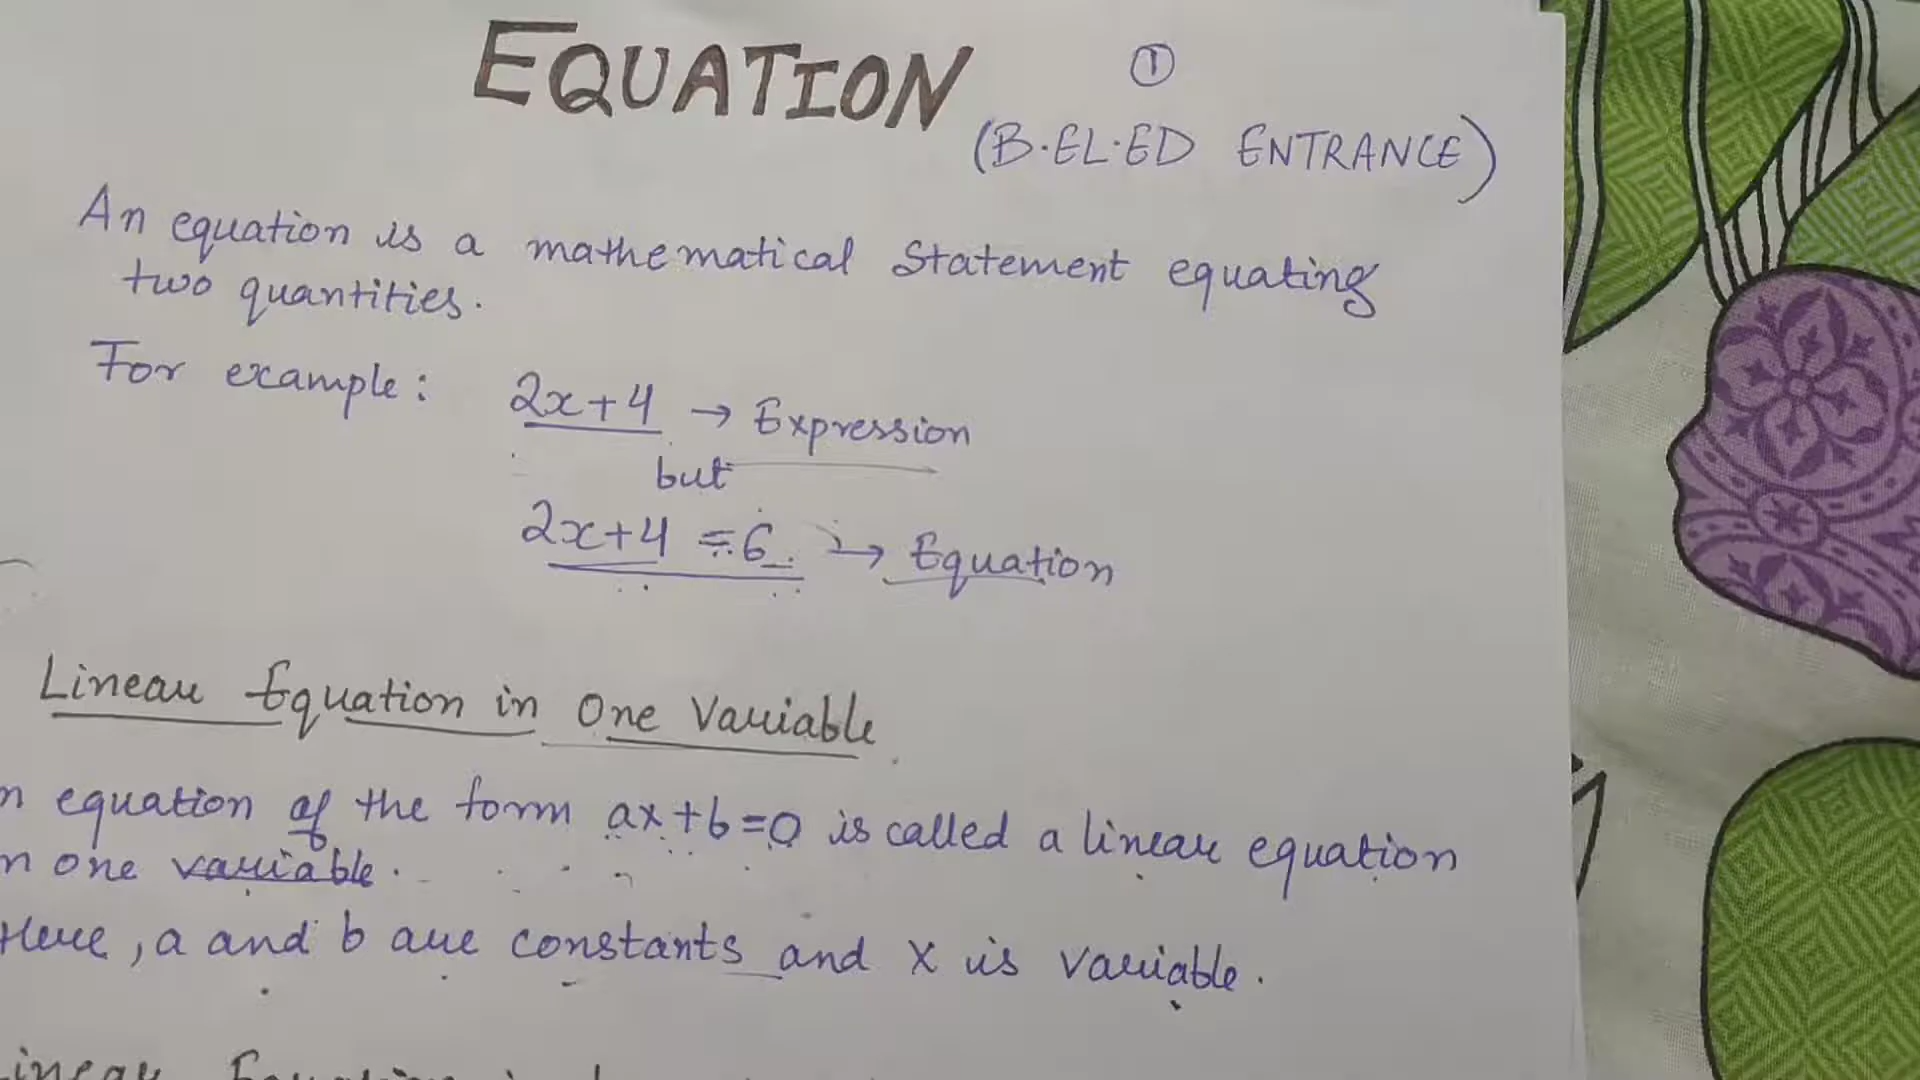 EQUATION
①
(B.EL.ED ENTRANCE)
An equation is a mathematical Statement equating
two quantities.
For example: 2x+4 → Expression
but
2x+4 = 6 → Equation
Linear Equation in One Variable
n equation of the form ax+b=0 is called a linear equation
n one variable.
Here, a and b are constants and x is variable.